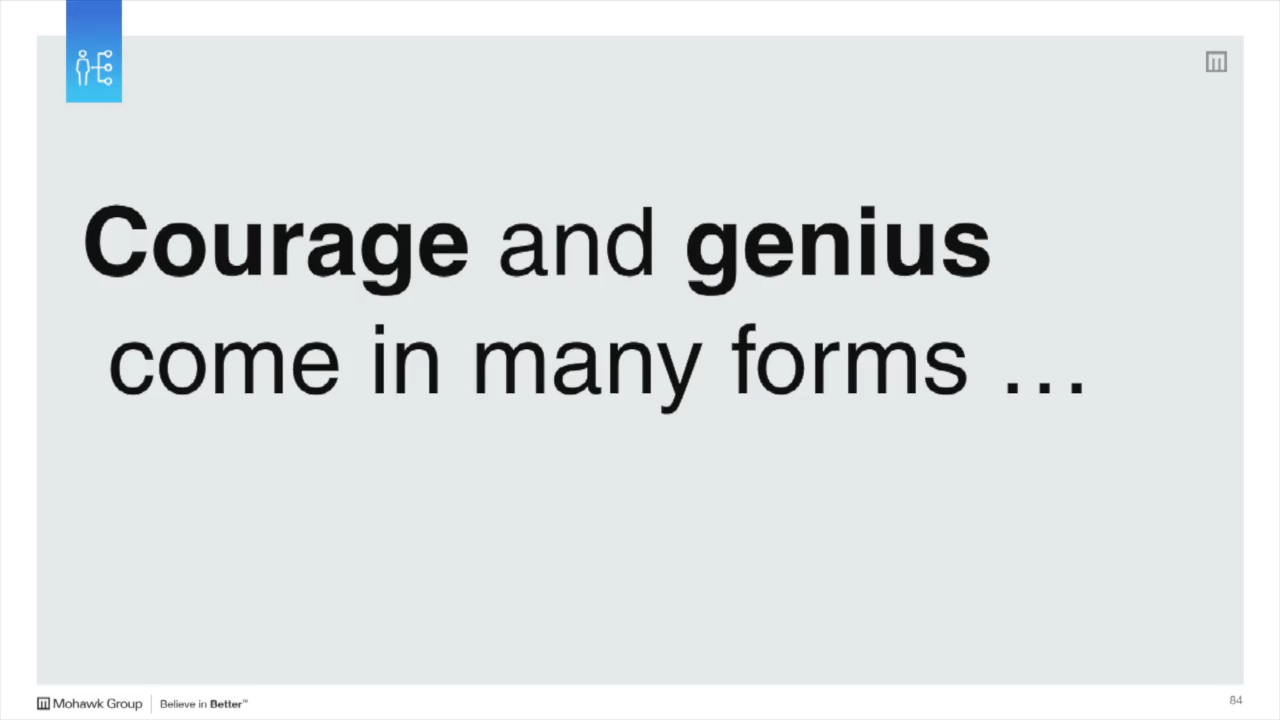 Courage and genius
come in many forms …
Mohawk Group
Believe in Better™
84